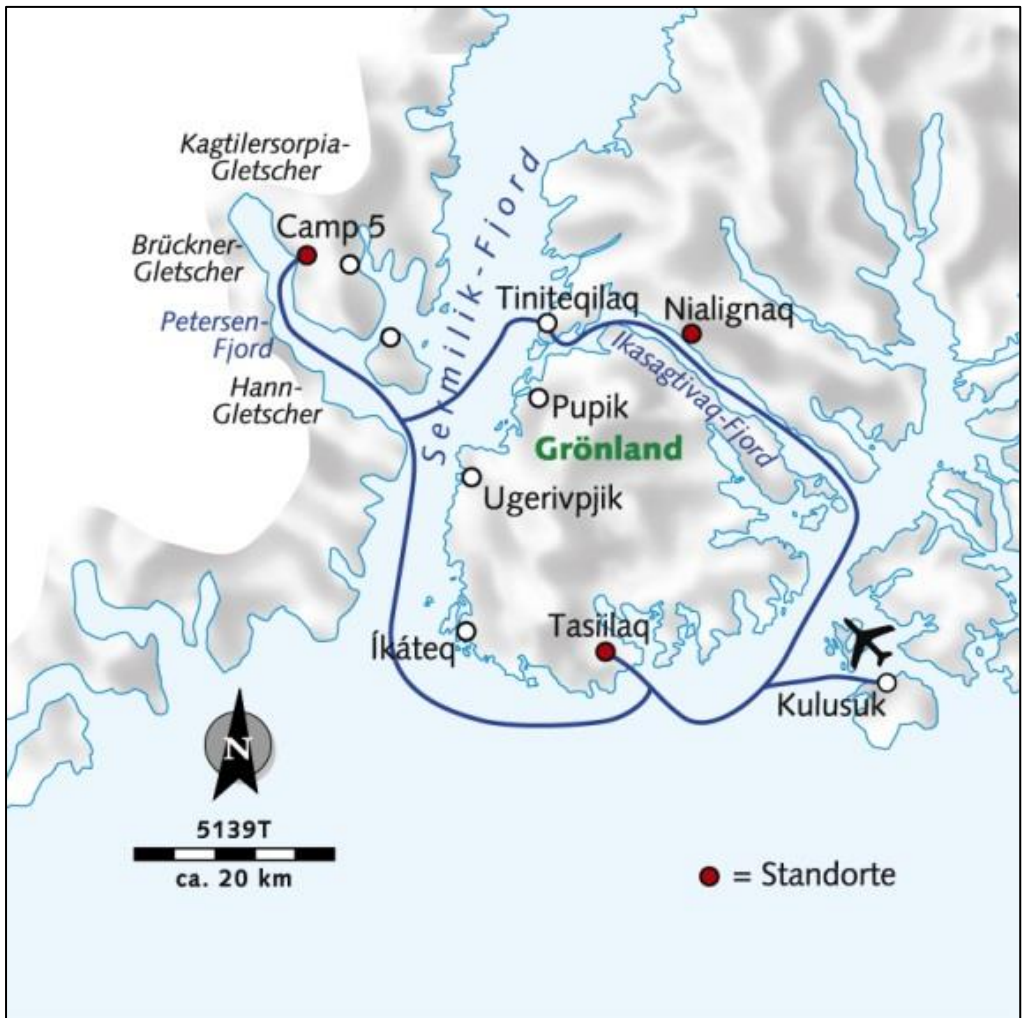 Kagtilersorpia-
Gletscher
Camp 5
Brückner-
Gletscher
Petersen-
Fjord
Hann-
Gletscher
Sermilik-Fjord
Tiniteqilaq
Nialignaq
Ikasagtivaq-Fjord
Pupik
Grönland
Ugerivpjik
Íkáteq
Tasiilaq
Kulusuk
N
5139T
ca. 20 km
= Standorte